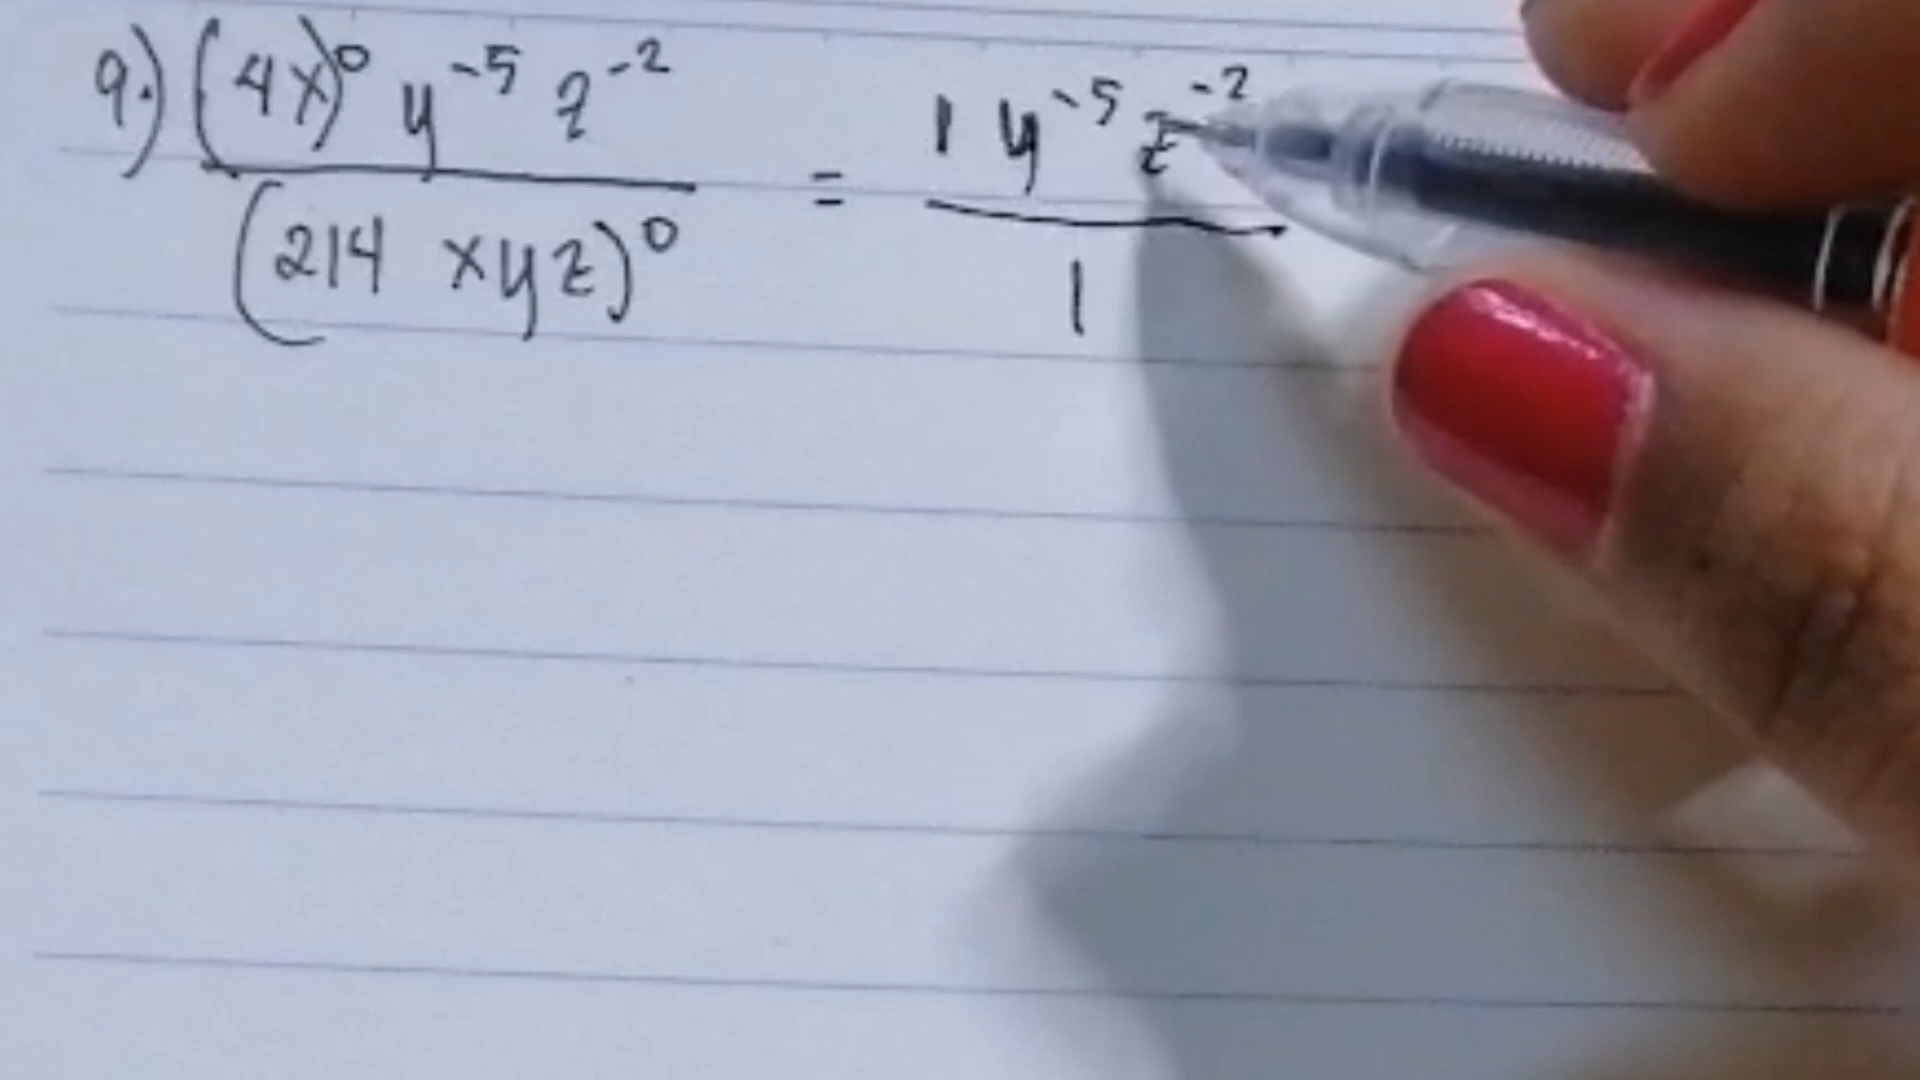 9.) (4x)⁰ y⁻⁵ z⁻² = 1 y⁻⁵ z⁻²
(214 xyz)⁰ 1